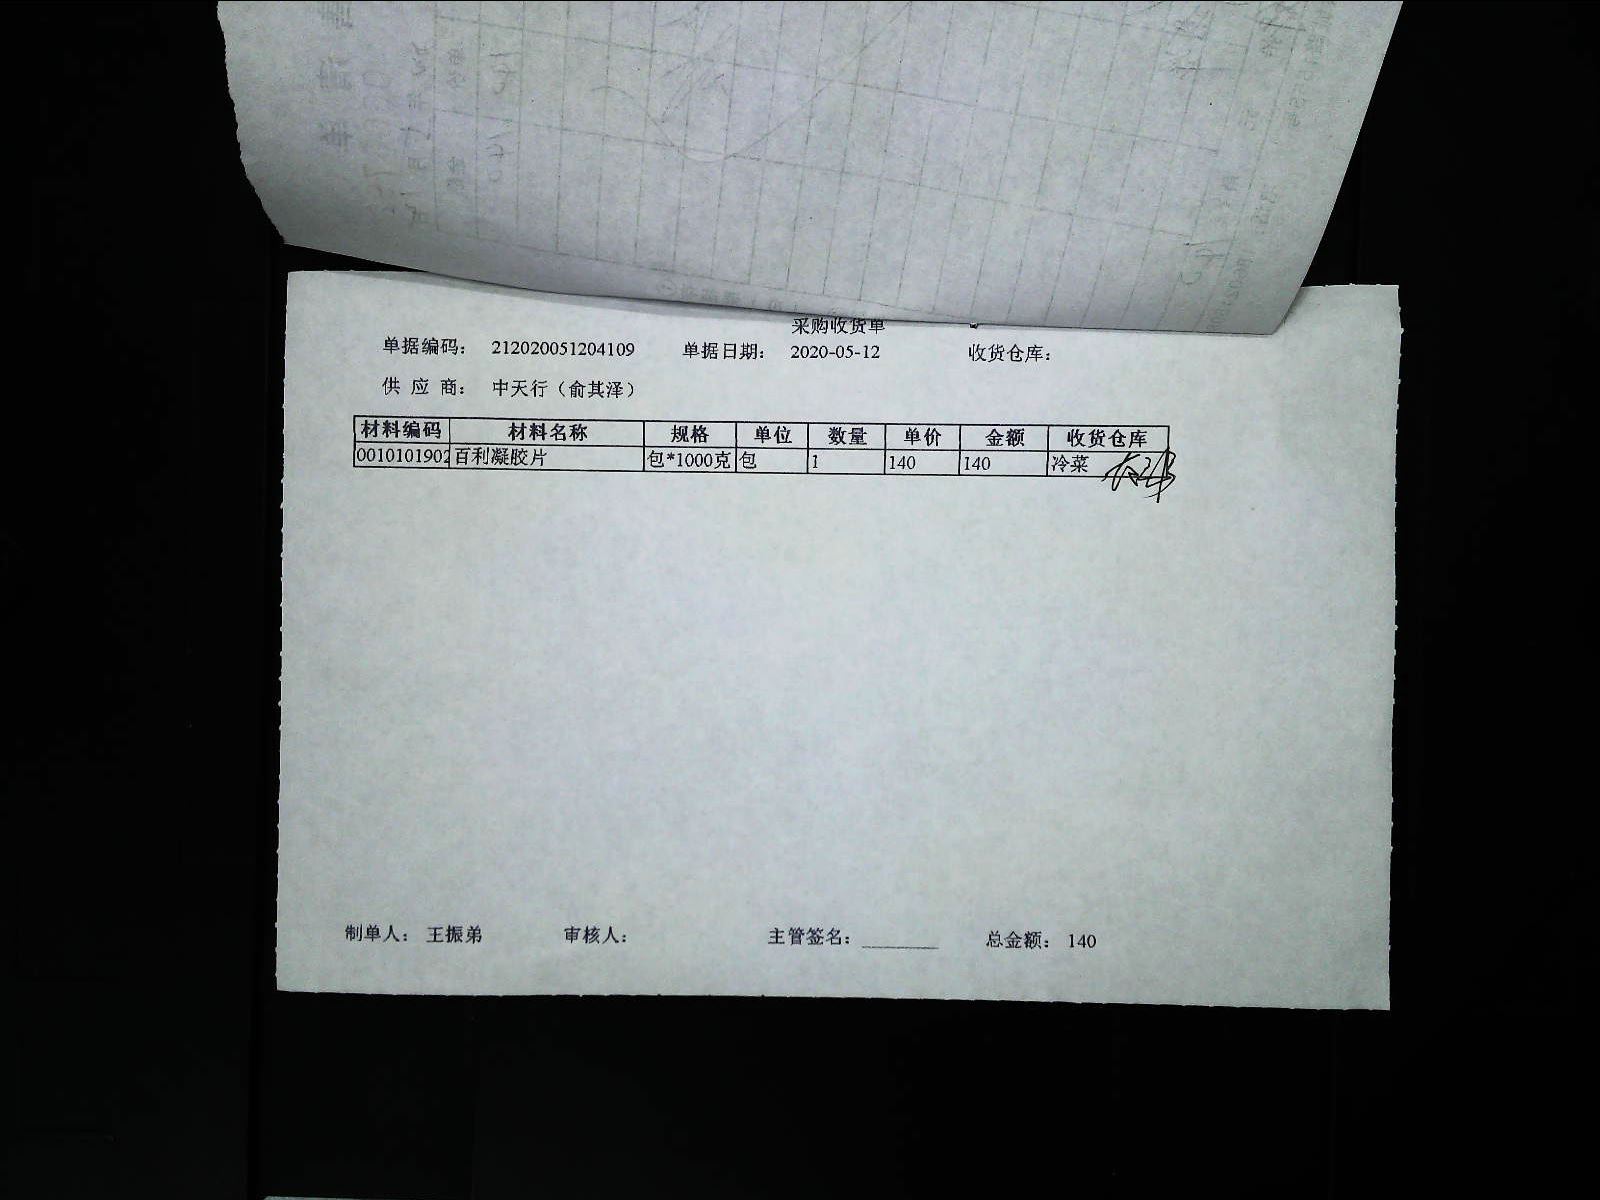 采购收货单
单据编码： 212020051204109 单据日期： 2020-05-12 收货仓库：
供 应 商： 中天行（俞其泽）
材料编码 材料名称 规格 单位 数量 单价 金额 收货仓库
0010101902 百利凝胶片 包*1000克 包 1 140 140 冷菜
制单人： 王振弟 审核人： 主管签名： 总金额： 140